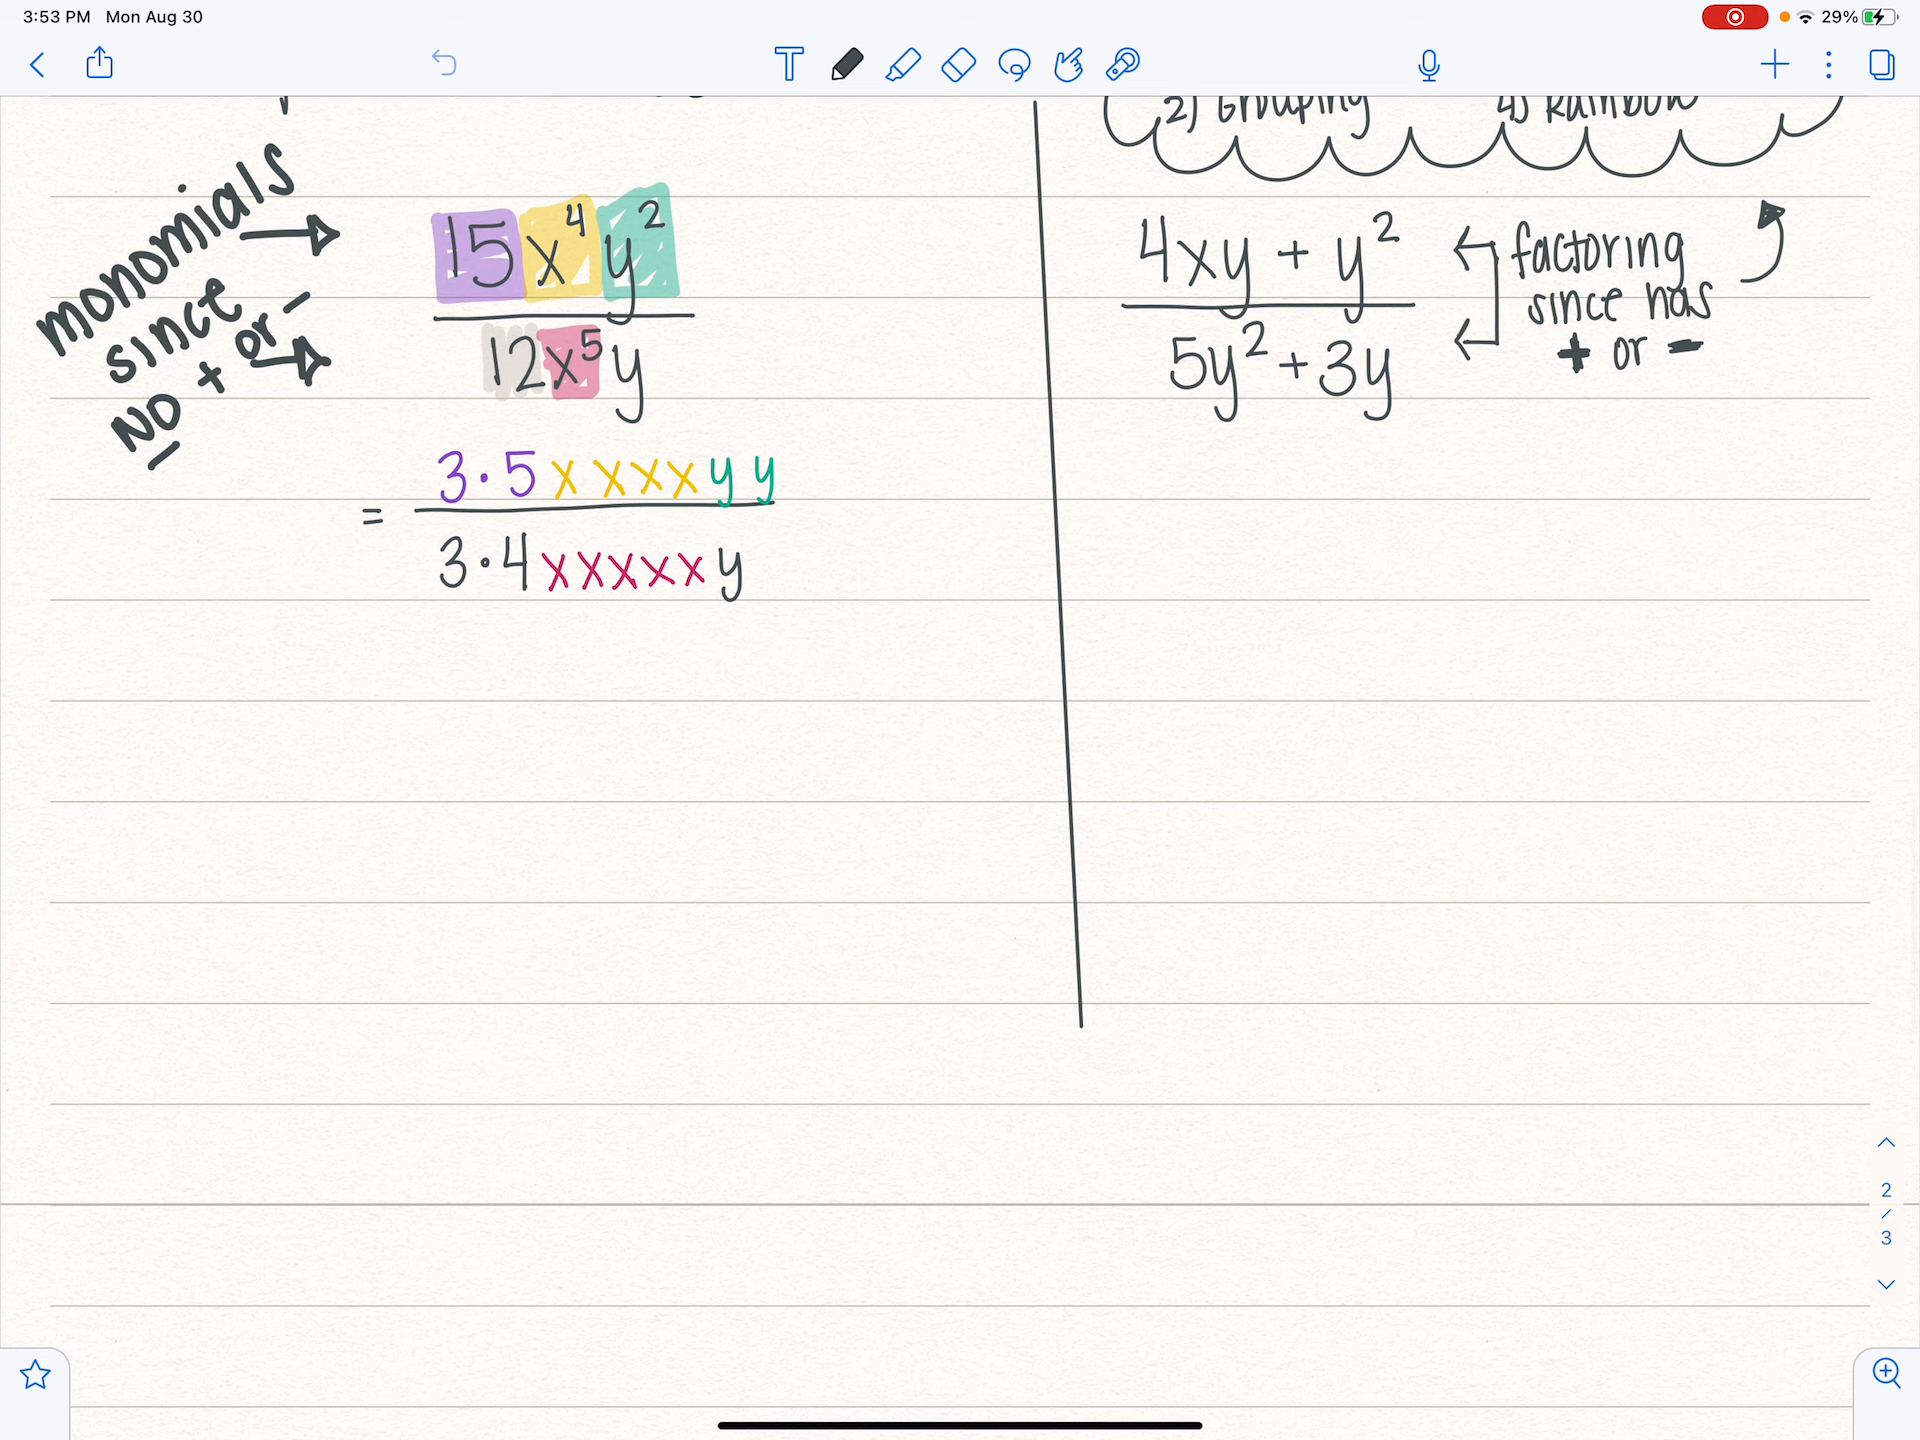 3:53 PM Mon Aug 30
29%
2) Grouping 4) Rainbow
monomials
since
NO + or -
15x⁴y²
12x⁵y
= 3·5xxxxyy
3·4xxxxxy
4xy + y²
5y² + 3y
factoring
since has
+ or -
2
/
3